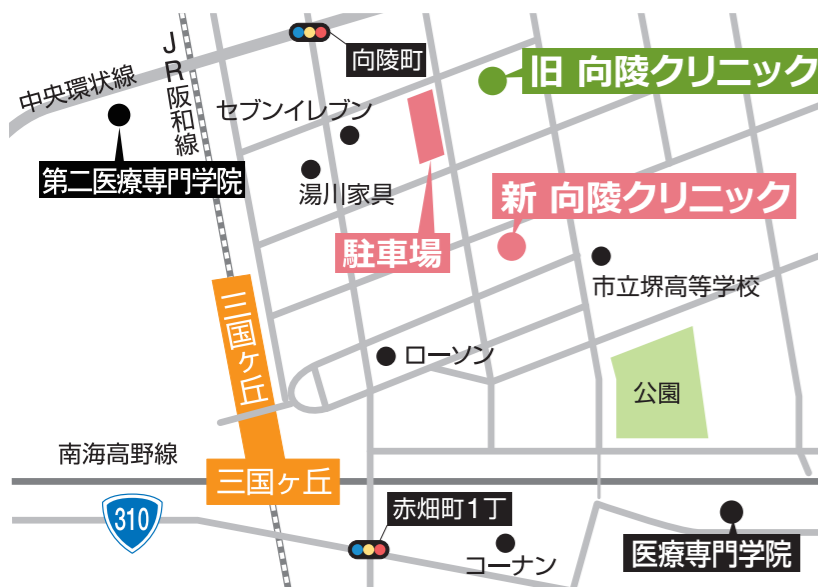 向陵町
旧 向陵クリニック
中央環状線
JR阪和線
セブンイレブン
第二医療専門学院
湯川家具
新 向陵クリニック
駐車場
市立堺高等学校
三国ヶ丘
ローソン
公園
南海高野線
三国ヶ丘
310
赤畑町1丁
コーナン
医療専門学院